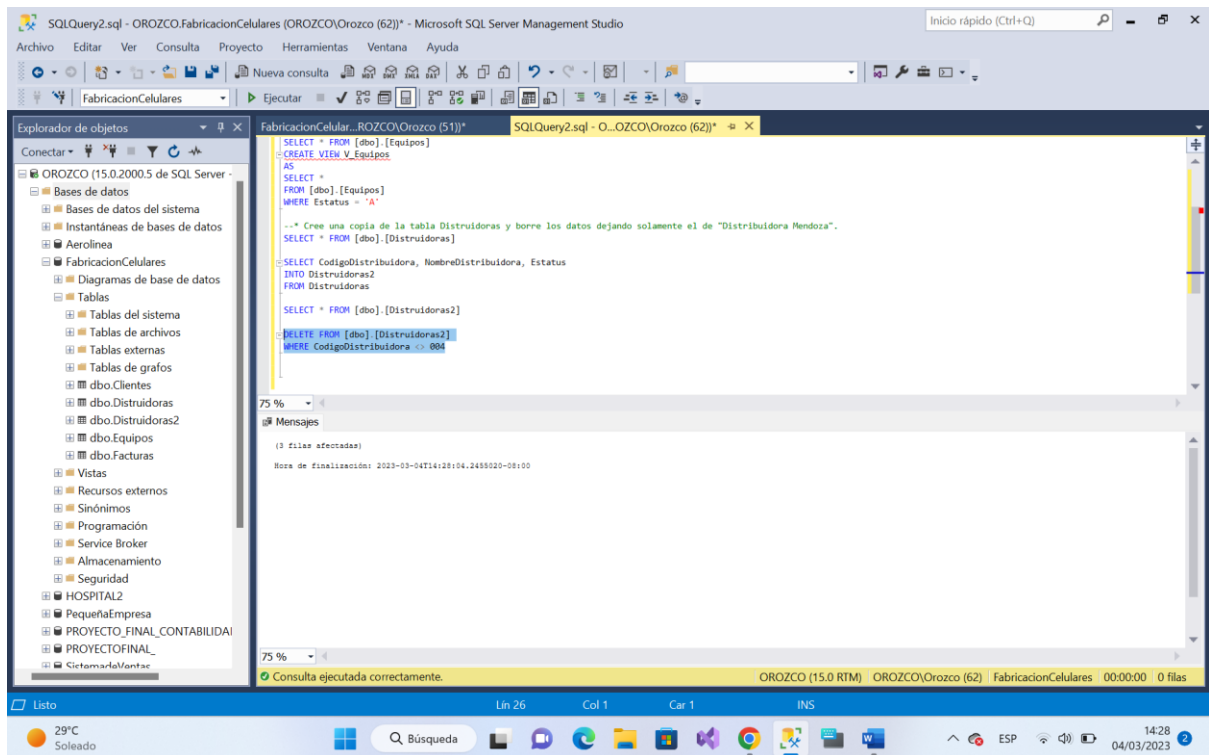 SQLQuery2.sql - OROZCO.FabricacionCelulares (OROZCO\Orozco (62))* - Microsoft SQL Server Management Studio
Inicio rápido (Ctrl+Q)
Archivo Editar Ver Consulta Proyecto Herramientas Ventana Ayuda
Nueva consulta
FabricacionCelulares
Ejecutar
Explorador de objetos
FabricacionCelular...ROZCO\Orozco (51))*
SQLQuery2.sql - O...OZCO\Orozco (62))*
Conectar
OROZCO (15.0.2000.5 de SQL Server -
Bases de datos
Bases de datos del sistema
Instantáneas de bases de datos
Aerolinea
FabricacionCelulares
Diagramas de base de datos
Tablas
Tablas del sistema
Tablas de archivos
Tablas externas
Tablas de grafos
dbo.Clientes
dbo.Distruidoras
dbo.Distruidoras2
dbo.Equipos
dbo.Facturas
Vistas
Recursos externos
Sinónimos
Programación
Service Broker
Almacenamiento
Seguridad
HOSPITAL2
PequeñaEmpresa
PROYECTO_FINAL_CONTABILIDAI
PROYECTOFINAL_
SistemadeVentas
SELECT * FROM [dbo].[Equipos]
CREATE VIEW V_Equipos
AS
SELECT *
FROM [dbo].[Equipos]
WHERE Estatus = 'A'
--* Cree una copia de la tabla Distruidoras y borre los datos dejando solamente el de "Distribuidora Mendoza".
SELECT * FROM [dbo].[Distruidoras]
SELECT CodigoDistribuidora, NombreDistribuidora, Estatus
INTO Distruidoras2
FROM Distruidoras
SELECT * FROM [dbo].[Distruidoras2]
DELETE FROM [dbo].[Distruidoras2]
WHERE CodigoDistribuidora <> 004
75 %
Mensajes
(3 filas afectadas)
Hora de finalización: 2023-03-04T14:28:04.2455020-08:00
75 %
Consulta ejecutada correctamente.
OROZCO (15.0 RTM) OROZCO\Orozco (62) FabricacionCelulares 00:00:00 0 filas
Listo
Lín 26 Col 1 Car 1 INS
29°C
Soleado
Búsqueda
ESP
14:28
04/03/2023
2